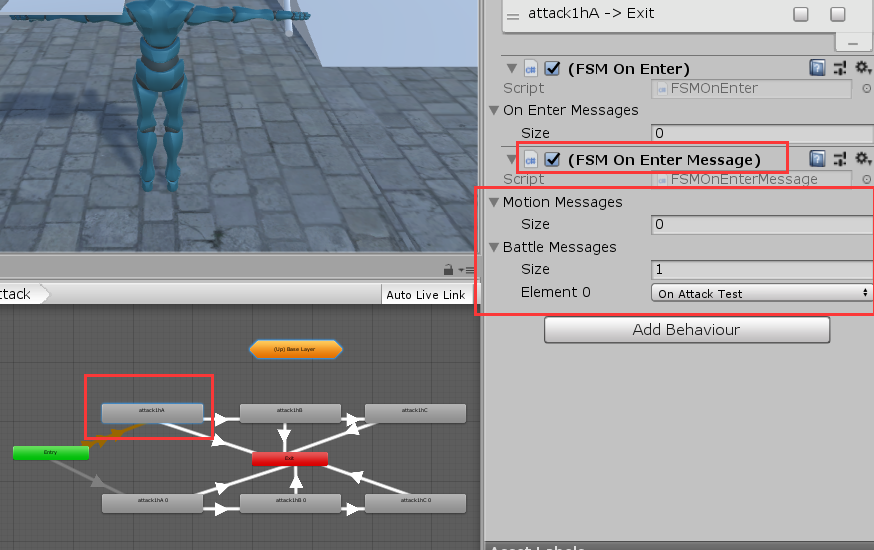 attack1hA -> Exit
(FSM On Enter)
Script
FSMOnEnter
On Enter Messages
Size
0
(FSM On Enter Message)
Script
FSMOnEnterMessage
Motion Messages
Size
0
Battle Messages
Size
1
Element 0
On Attack Test
Add Behaviour
ttack
Auto Live Link
(Up) Base Layer
attack1hA
attack1hB
attack1hC
Entry
Exit
attack1hA 0
attack1hB 0
attack1hC 0